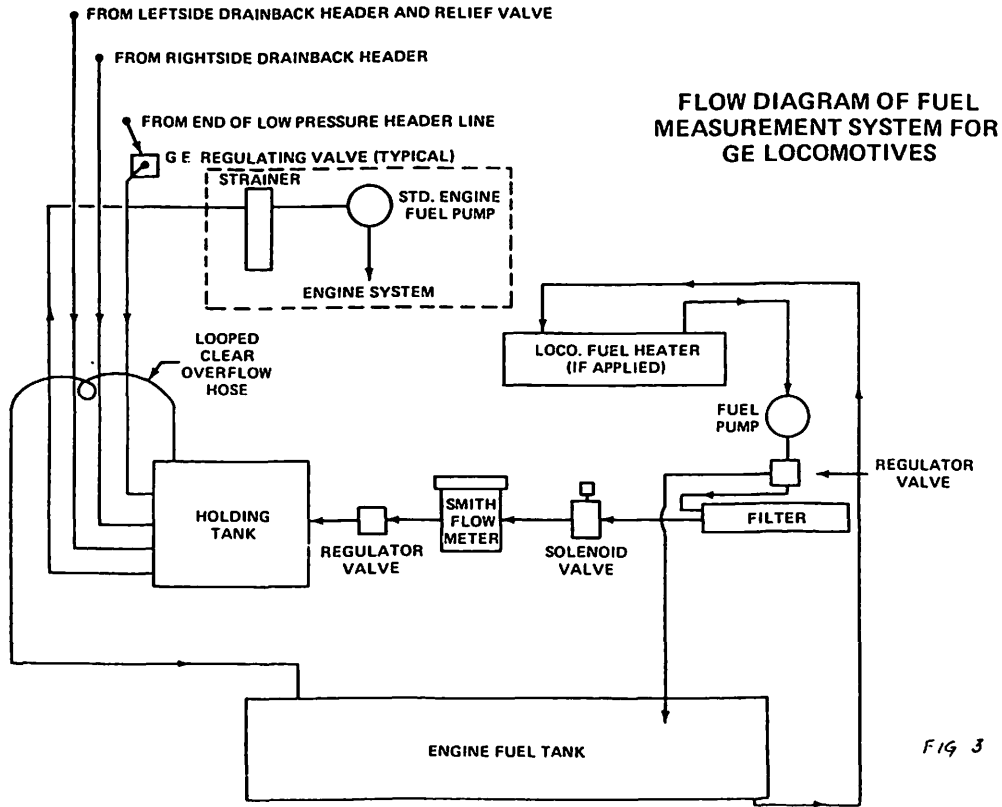 FROM LEFTSIDE DRAINBACK HEADER AND RELIEF VALVE
FROM RIGHTSIDE DRAINBACK HEADER
FLOW DIAGRAM OF FUEL
MEASUREMENT SYSTEM FOR
GE LOCOMOTIVES
FROM END OF LOW PRESSURE HEADER LINE
G E REGULATING VALVE (TYPICAL)
STRAINER
STD. ENGINE
FUEL PUMP
ENGINE SYSTEM
LOOPED
CLEAR
OVERFLOW
HOSE
LOCO. FUEL HEATER
(IF APPLIED)
FUEL
PUMP
REGULATOR
VALVE
HOLDING
TANK
REGULATOR
VALVE
SMITH
FLOW
METER
SOLENOID
VALVE
FILTER
ENGINE FUEL TANK
FIG 3